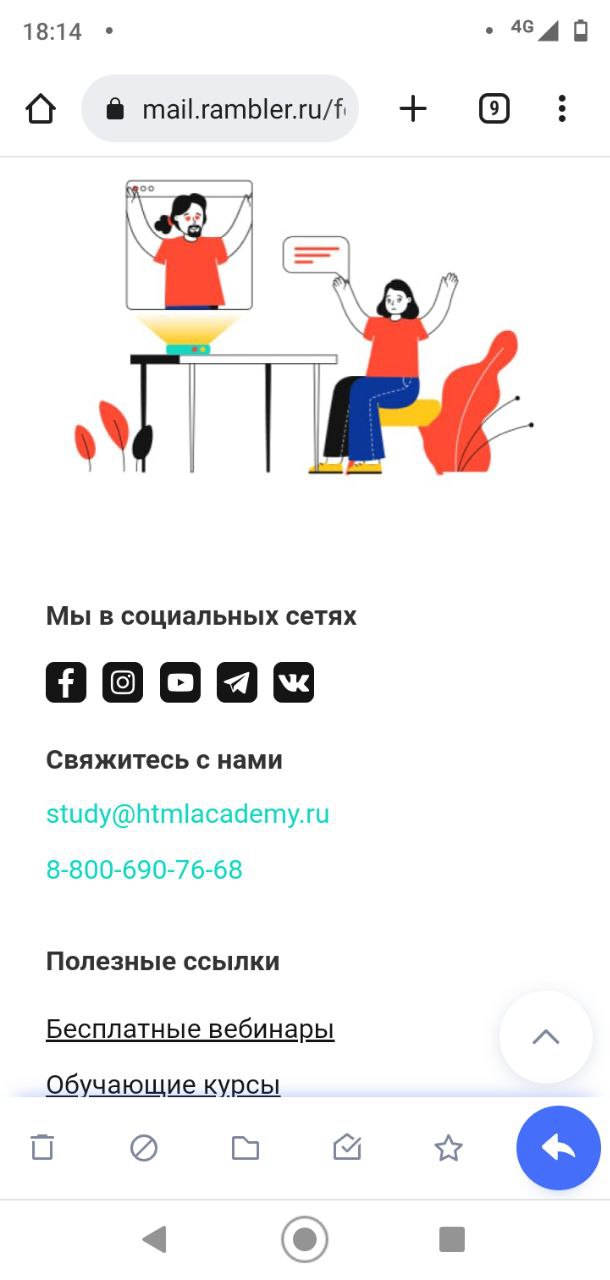 18:14
4G
mail.rambler.ru/f
9
Мы в социальных сетях
Свяжитесь с нами
study@htmlacademy.ru
8-800-690-76-68
Полезные ссылки
Бесплатные вебинары
Обучающие курсы